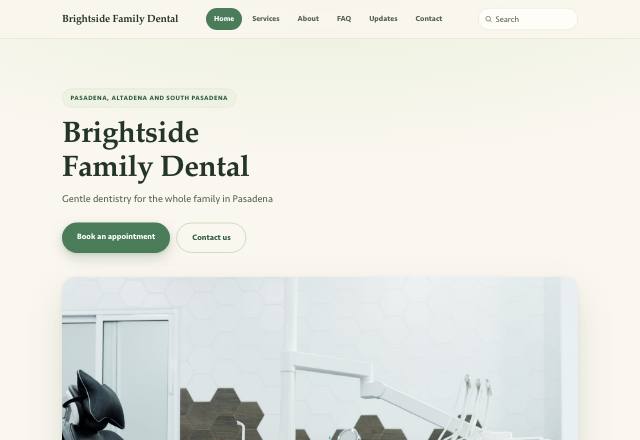 Brightside Family Dental
Home Services About FAQ Updates Contact
Search
PASADENA, ALTADENA AND SOUTH PASADENA
Brightside
Family Dental
Gentle dentistry for the whole family in Pasadena
Book an appointment
Contact us